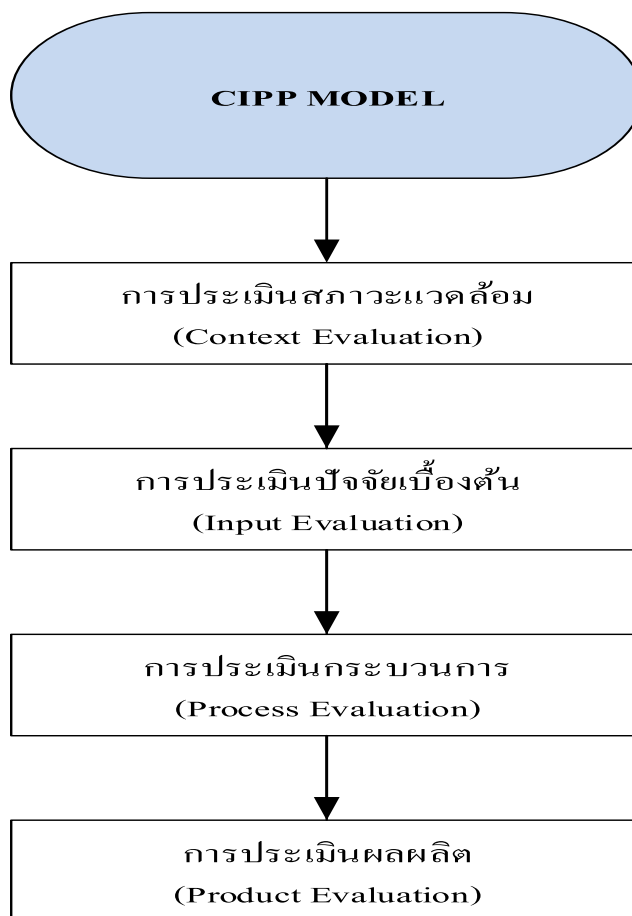 CIPP MODEL
การประเมินสภาวะแวดล้อม
(Context Evaluation)
การประเมินปัจจัยเบื้องต้น
(Input Evaluation)
การประเมินกระบวนการ
(Process Evaluation)
การประเมินผลผลิต
(Product Evaluation)